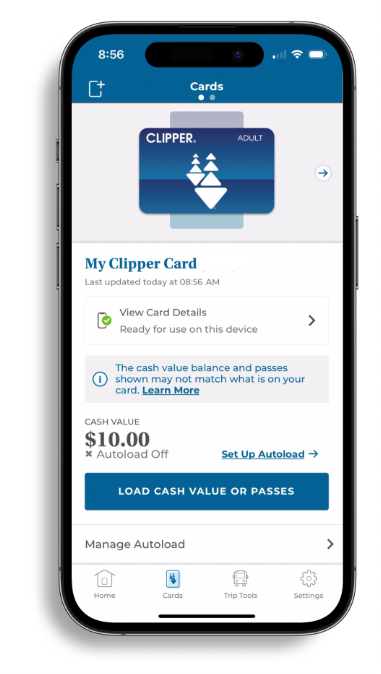 8:56
Cards
CLIPPER. ADULT
My Clipper Card
Last updated today at 08:56 AM
View Card Details
Ready for use on this device
The cash value balance and passes
shown may not match what is on your
card. Learn More
CASH VALUE
$10.00
Autoload Off
Set Up Autoload
LOAD CASH VALUE OR PASSES
Manage Autoload
Home Cards Trip Tools Settings